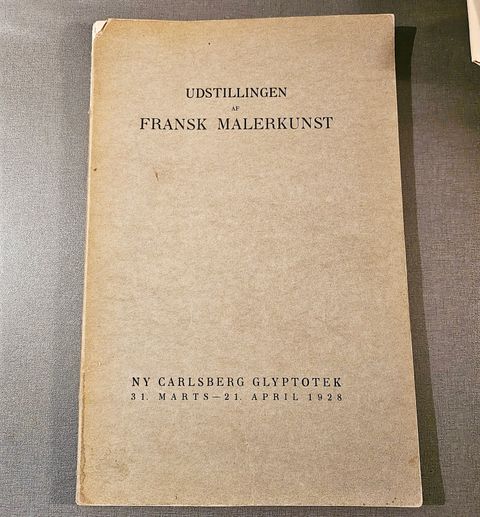 UDSTILLINGEN
AF
FRANSK MALERKUNST
NY CARLSBERG GLYPTOTEK
31. MARTS—21. APRIL 1928